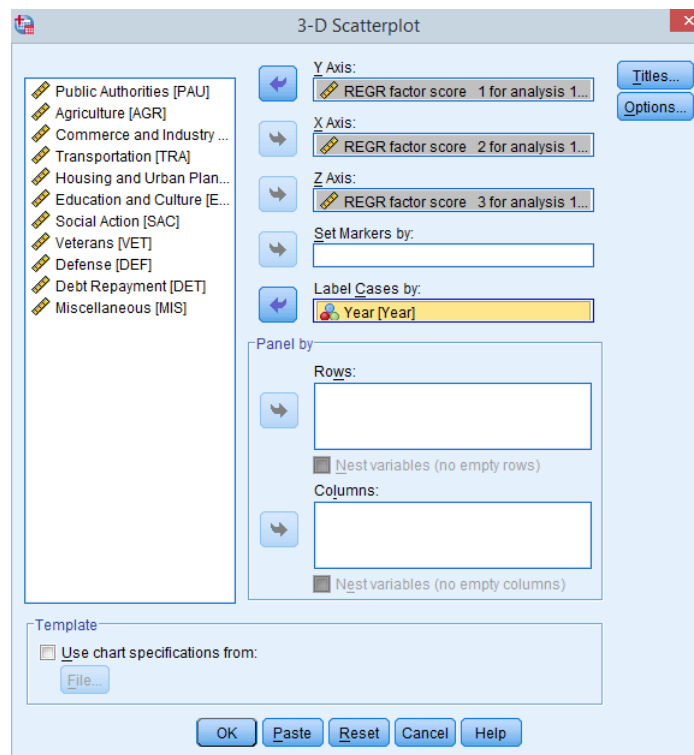 3-D Scatterplot
Public Authorities [PAU]
Agriculture [AGR]
Commerce and Industry ...
Transportation [TRA]
Housing and Urban Plan...
Education and Culture [E...
Social Action [SAC]
Veterans [VET]
Defense [DEF]
Debt Repayment [DET]
Miscellaneous [MIS]
Y Axis:
REGR factor score 1 for analysis 1...
X Axis:
REGR factor score 2 for analysis 1...
Z Axis:
REGR factor score 3 for analysis 1...
Set Markers by:
Label Cases by:
Year [Year]
Titles...
Options...
Panel by
Rows:
Nest variables (no empty rows)
Columns:
Nest variables (no empty columns)
Template
Use chart specifications from:
File...
OK Paste Reset Cancel Help